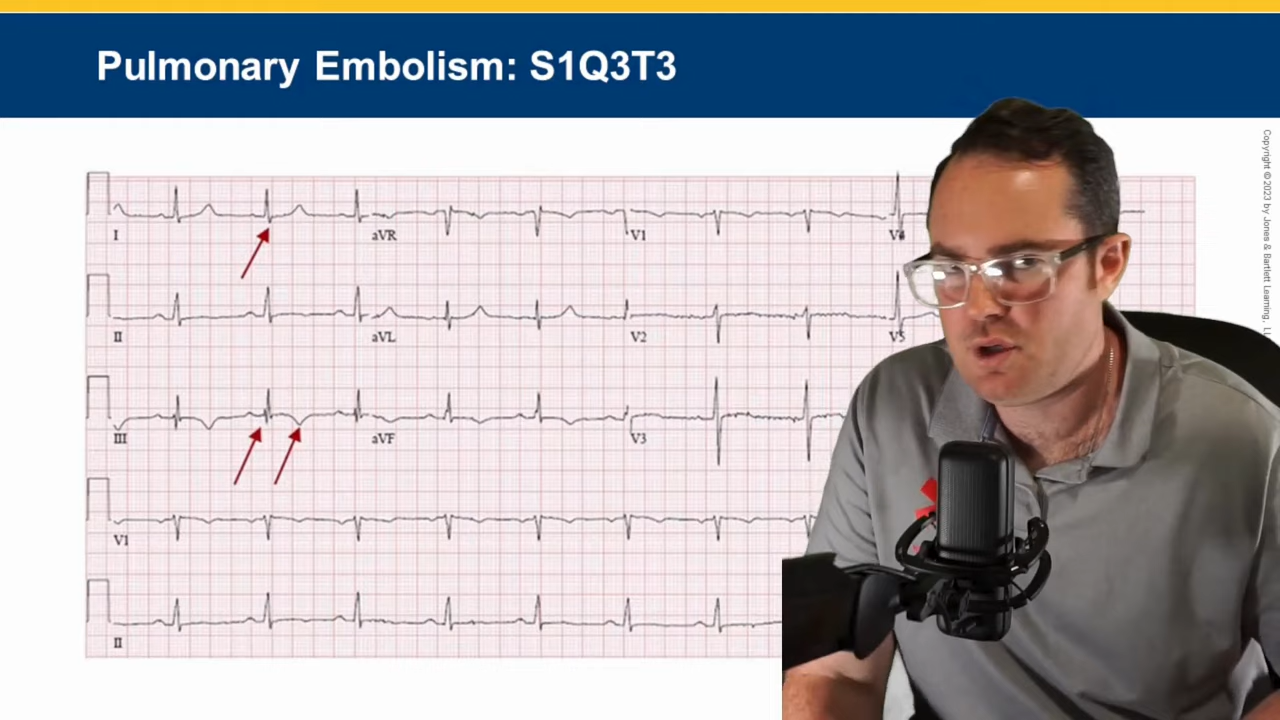 Pulmonary Embolism: S1Q3T3
I aVR V1 V4
II aVL V2 V5
III aVF V3
V1
II
Copyright ©2023 by Jones & Bartlett Learning,